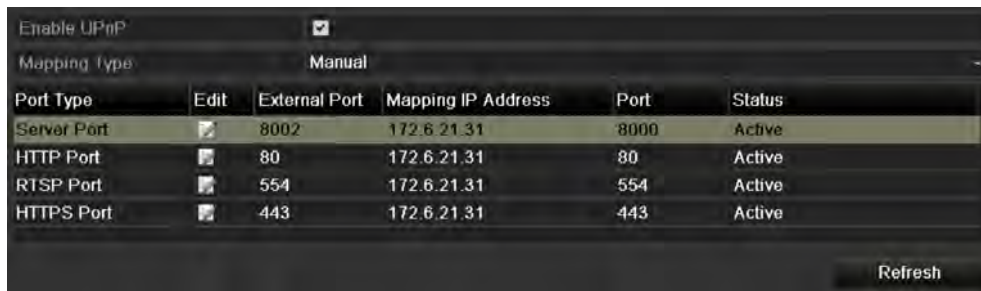 Enable UPnP
Mapping Type Manual
Port Type Edit External Port Mapping IP Address Port Status
Server Port 8002 172.6.21.31 8000 Active
HTTP Port 80 172.6.21.31 80 Active
RTSP Port 554 172.6.21.31 554 Active
HTTPS Port 443 172.6.21.31 443 Active
Refresh